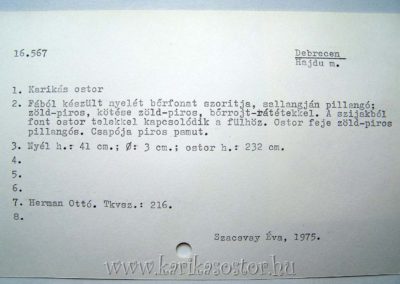 16.567 Debrecen
Hajdu m.
1. Karikás ostor
2. Fából készült nyelét bőrfonat szoritja, sallangján pillangó;
zöld-piros, kötése zöld-piros, bőrrojt-rátétekkel. A szijakból
font ostor telekkel kapcsolódik a fülhöz. Ostor feje zöld-piros
pillangós. Csapója piros pamut.
3. Nyél h.: 41 cm.; Ø: 3 cm.; ostor h.: 232 cm.
4.
5.
6.
7. Herman Ottó. Tkvsz.: 216.
8.
Szacsvay Éva, 1975.
www.karikasostor.hu